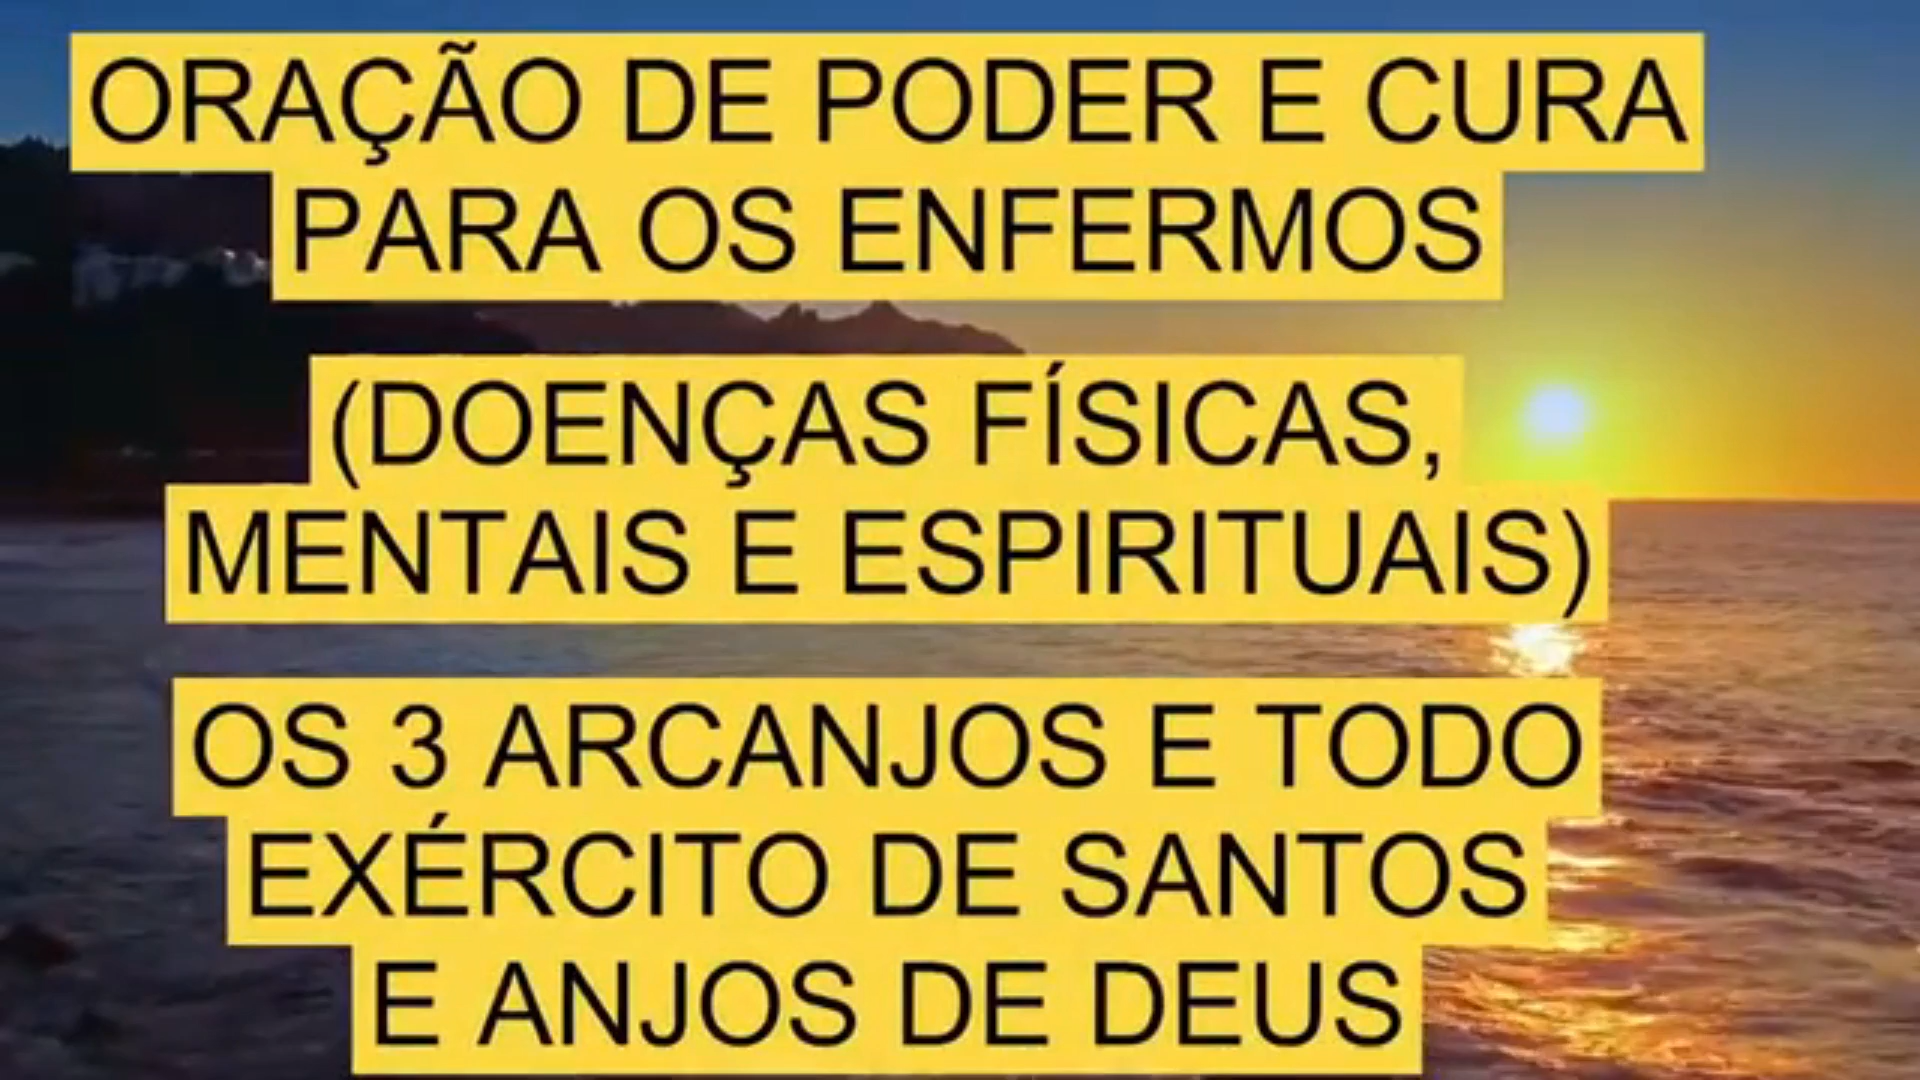 ORAÇÃO DE PODER E CURA
PARA OS ENFERMOS
(DOENÇAS FÍSICAS,
MENTAIS E ESPIRITUAIS)
OS 3 ARCANJOS E TODO
EXÉRCITO DE SANTOS
E ANJOS DE DEUS